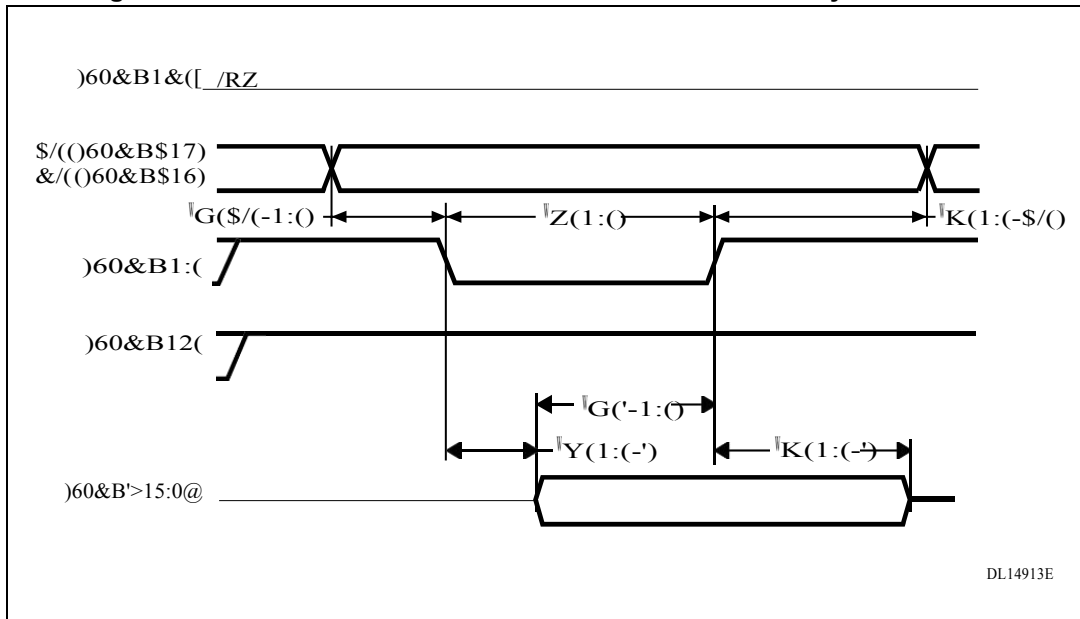 )60&B1&([ /RZ
$/(()60&B$17)
&/(()60&B$16)
G($/(-1:()
Z(1:()
K(1:(-$/()
)60&B1:(
)60&B12(
G('-1:()
Y(1:(-')
K(1:(-')
)60&B'>15:0@
DL14913E